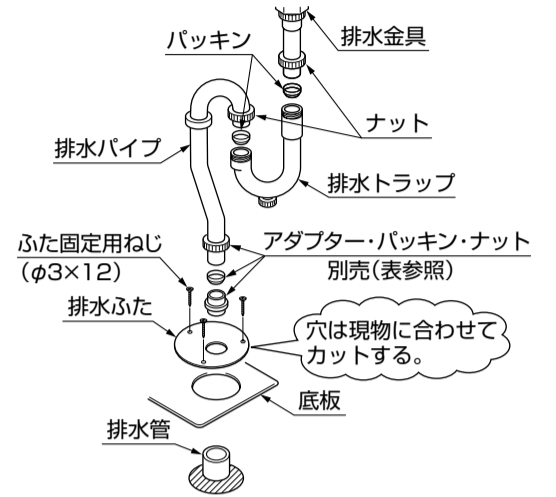 排水金具
パッキン
ナット
排水パイプ
排水トラップ
アダプター・パッキン・ナット
別売(表参照)
ふた固定用ねじ
(φ3×12)
排水ふた
穴は現物に合わせて
カットする。
底板
排水管